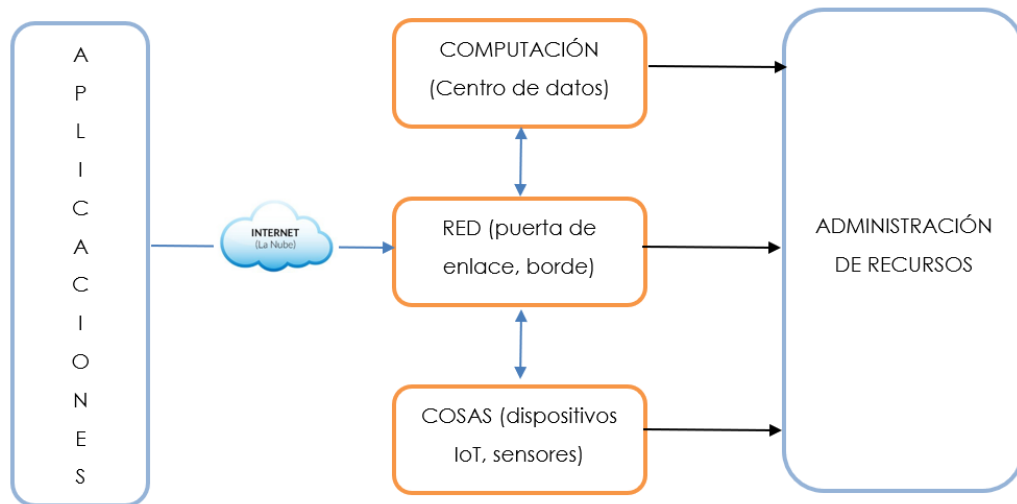 APLICACIONES
INTERNET
(La Nube)
COMPUTACIÓN
(Centro de datos)
RED (puerta de
enlace, borde)
COSAS (dispositivos
IoT, sensores)
ADMINISTRACIÓN
DE RECURSOS